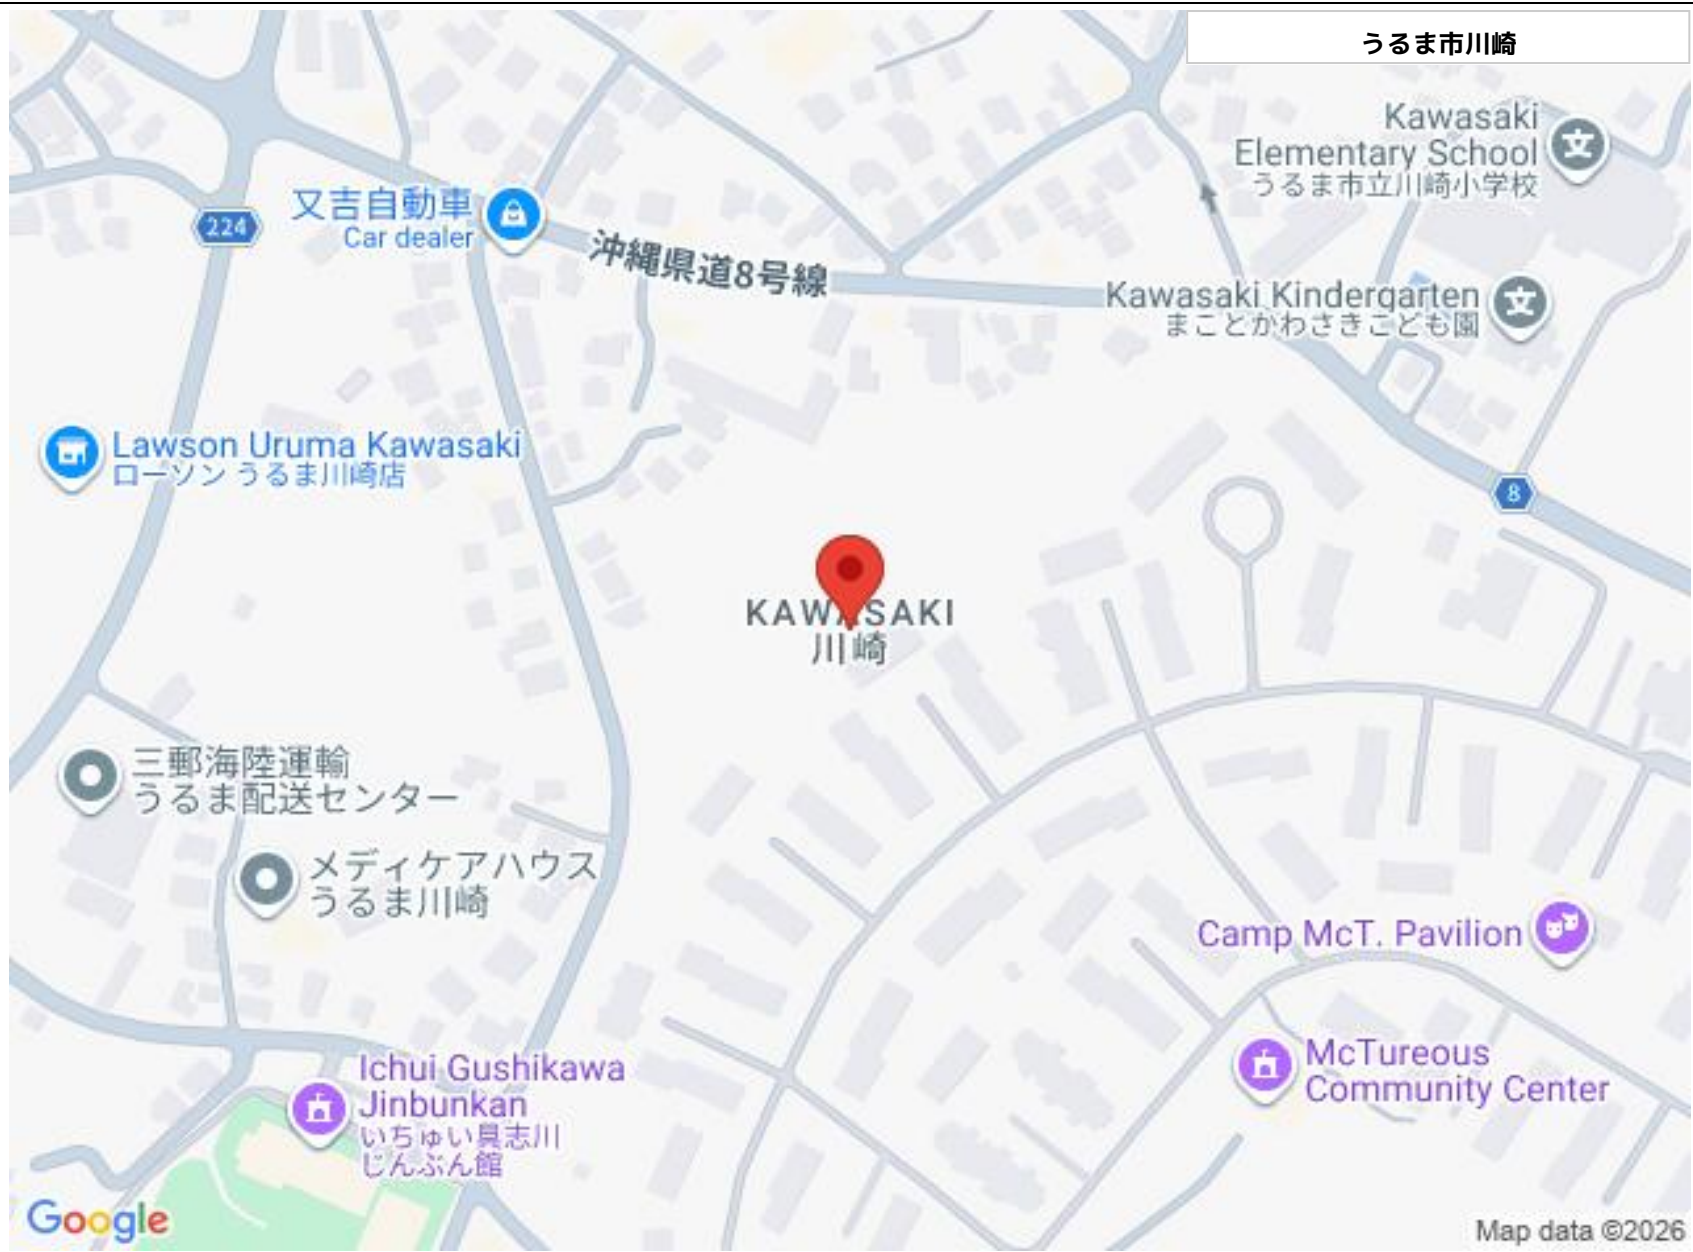 うるま市川崎
Kawasaki
Elementary School
うるま市立川崎小学校
又吉自動車
Car dealer
224
沖縄県道8号線
Kawasaki Kindergarten
まことかわさきこども園
Lawson Uruma Kawasaki
ローソン うるま川崎店
8
KAWASAKI
川崎
三郵海陸運輸
うるま配送センター
メディケアハウス
うるま川崎
Camp McT. Pavilion
McTureous
Community Center
Ichui Gushikawa
Jinbunkan
いちゅい具志川
じんぶん館
Google
Map data ©2026